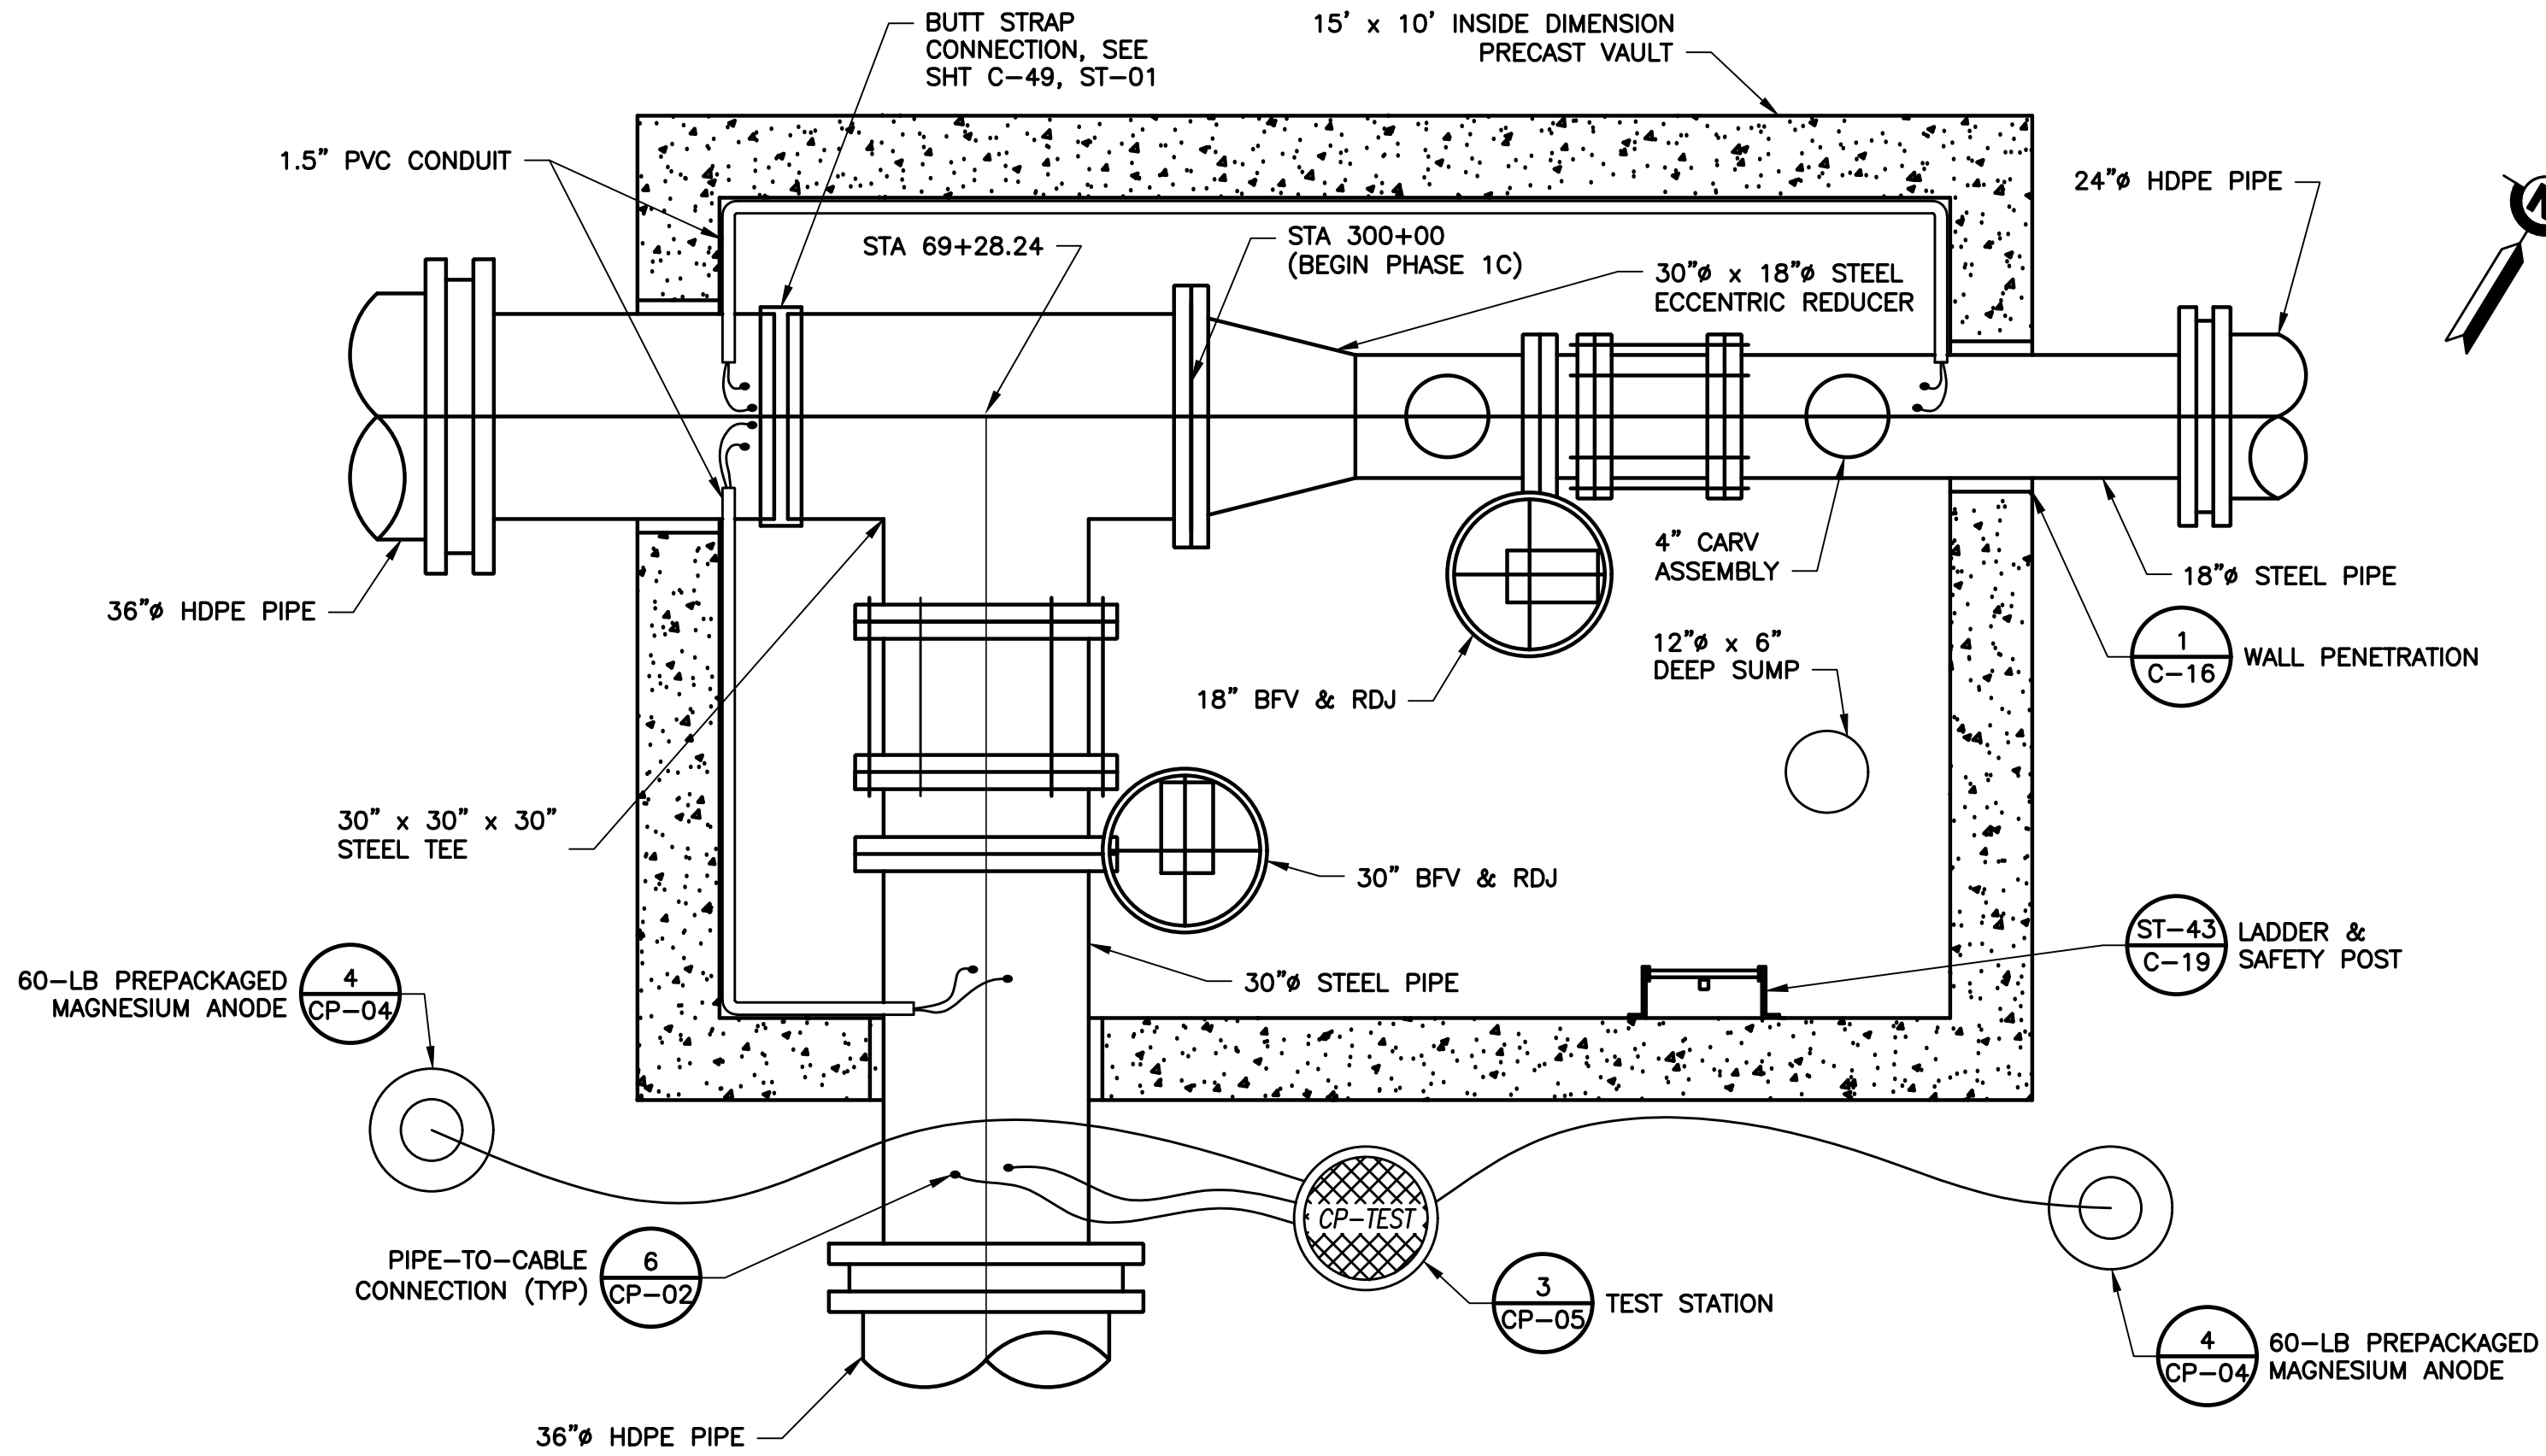 BUTT STRAP
CONNECTION, SEE
SHT C-49, ST-01
15' x 10' INSIDE DIMENSION
PRECAST VAULT
1.5" PVC CONDUIT
24"ø HDPE PIPE
N
STA 69+28.24
STA 300+00
(BEGIN PHASE 1C)
30"ø x 18"ø STEEL
ECCENTRIC REDUCER
36"ø HDPE PIPE
4" CARV
ASSEMBLY
18"ø STEEL PIPE
12"ø x 6"
DEEP SUMP
1
C-16
WALL PENETRATION
18" BFV & RDJ
30" x 30" x 30"
STEEL TEE
30" BFV & RDJ
ST-43
C-19
LADDER &
SAFETY POST
60-LB PREPACKAGED
MAGNESIUM ANODE
4
CP-04
30"ø STEEL PIPE
CP-TEST
PIPE-TO-CABLE
CONNECTION (TYP)
6
CP-02
3
CP-05
TEST STATION
4
CP-04
60-LB PREPACKAGED
MAGNESIUM ANODE
36"ø HDPE PIPE